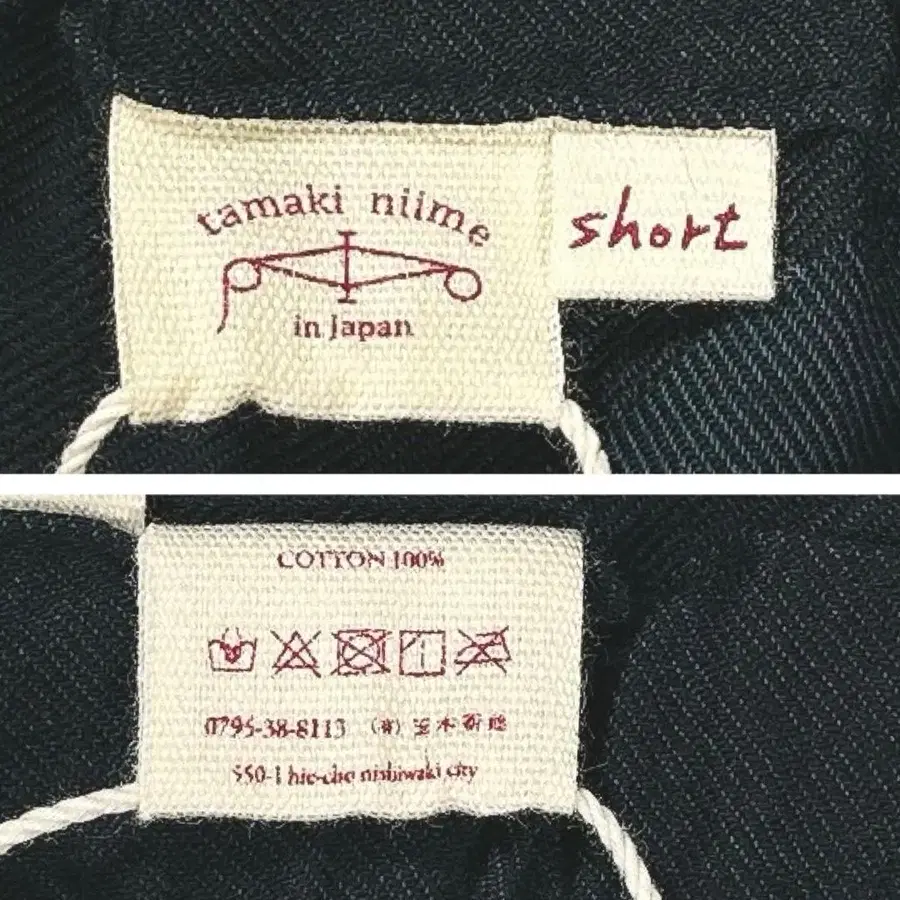 tamaki niime
in Japan
short
COTTON 100%
0795-38-8113 (有) 玉木新雌
550-1 hie-cho nishiwaki city